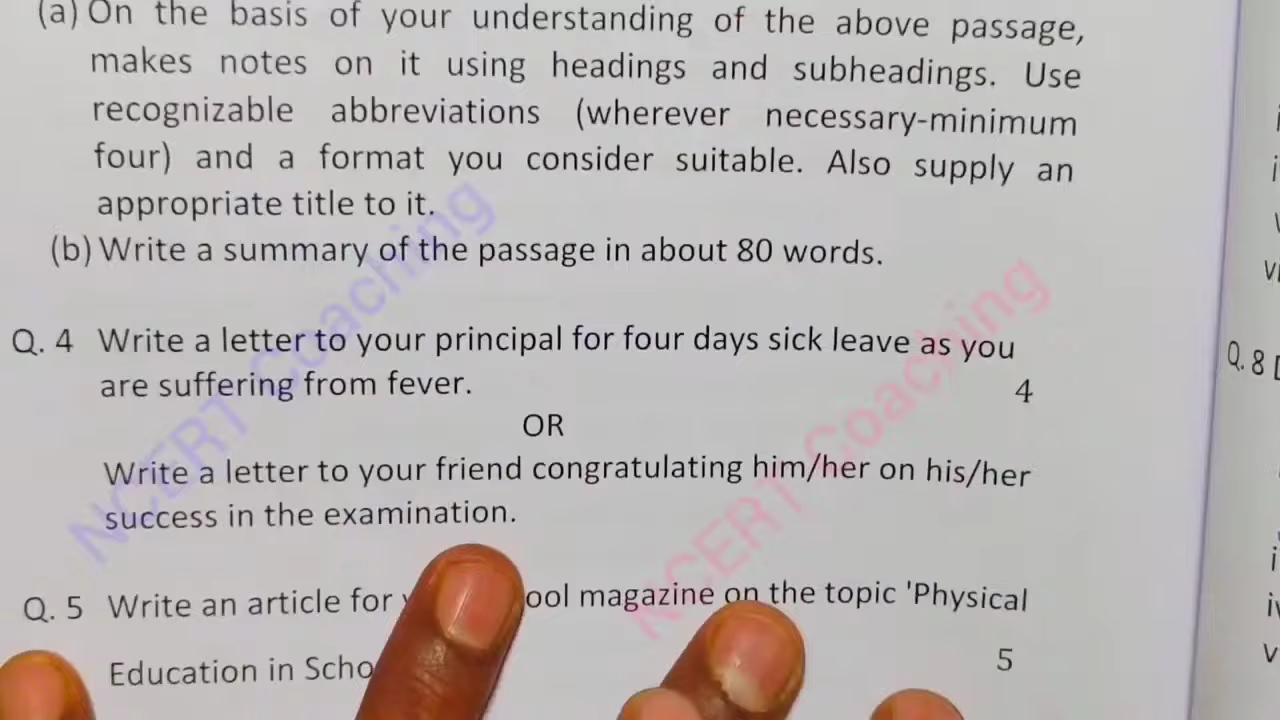 (a) On the basis of your understanding of the above passage,
makes notes on it using headings and subheadings. Use
recognizable abbreviations (wherever necessary-minimum
four) and a format you consider suitable. Also supply an
appropriate title to it.
(b) Write a summary of the passage in about 80 words.
Q. 4 Write a letter to your principal for four days sick leave as you
are suffering from fever. 4
OR
Write a letter to your friend congratulating him/her on his/her
success in the examination.
Q. 5 Write an article for ool magazine on the topic 'Physical
Education in Scho 5
NCERT Coaching
NCERT Coaching
Q. 8